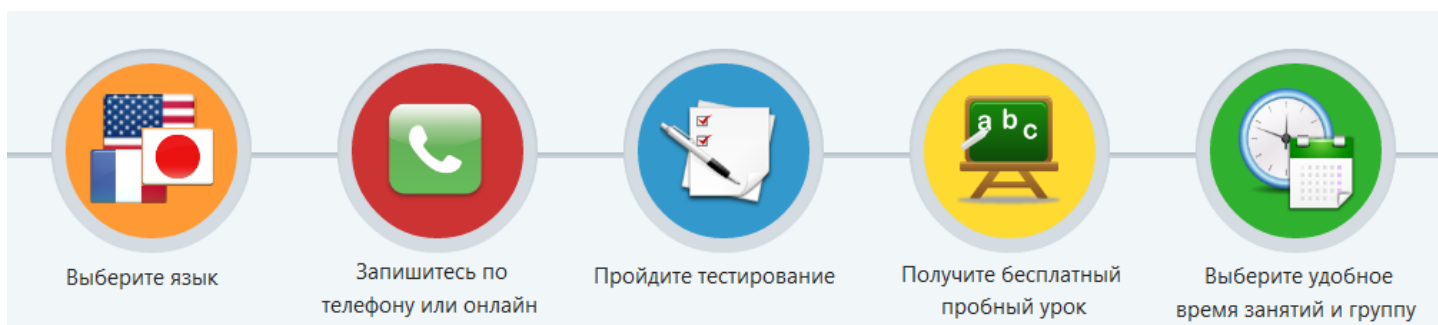 a b c
Выберите язык
Запишитесь по
телефону или онлайн
Пройдите тестирование
Получите бесплатный
пробный урок
Выберите удобное
время занятий и группу